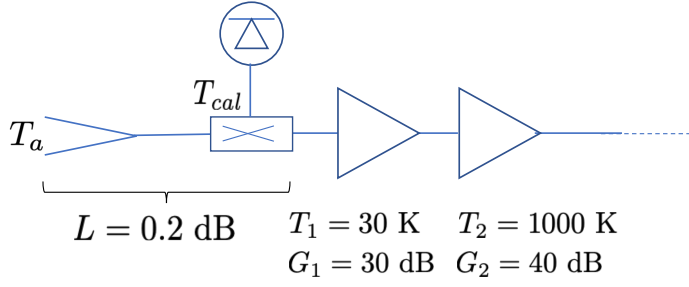 T_cal
T_a
L = 0.2 dB
T_1 = 30 K
T_2 = 1000 K
G_1 = 30 dB
G_2 = 40 dB